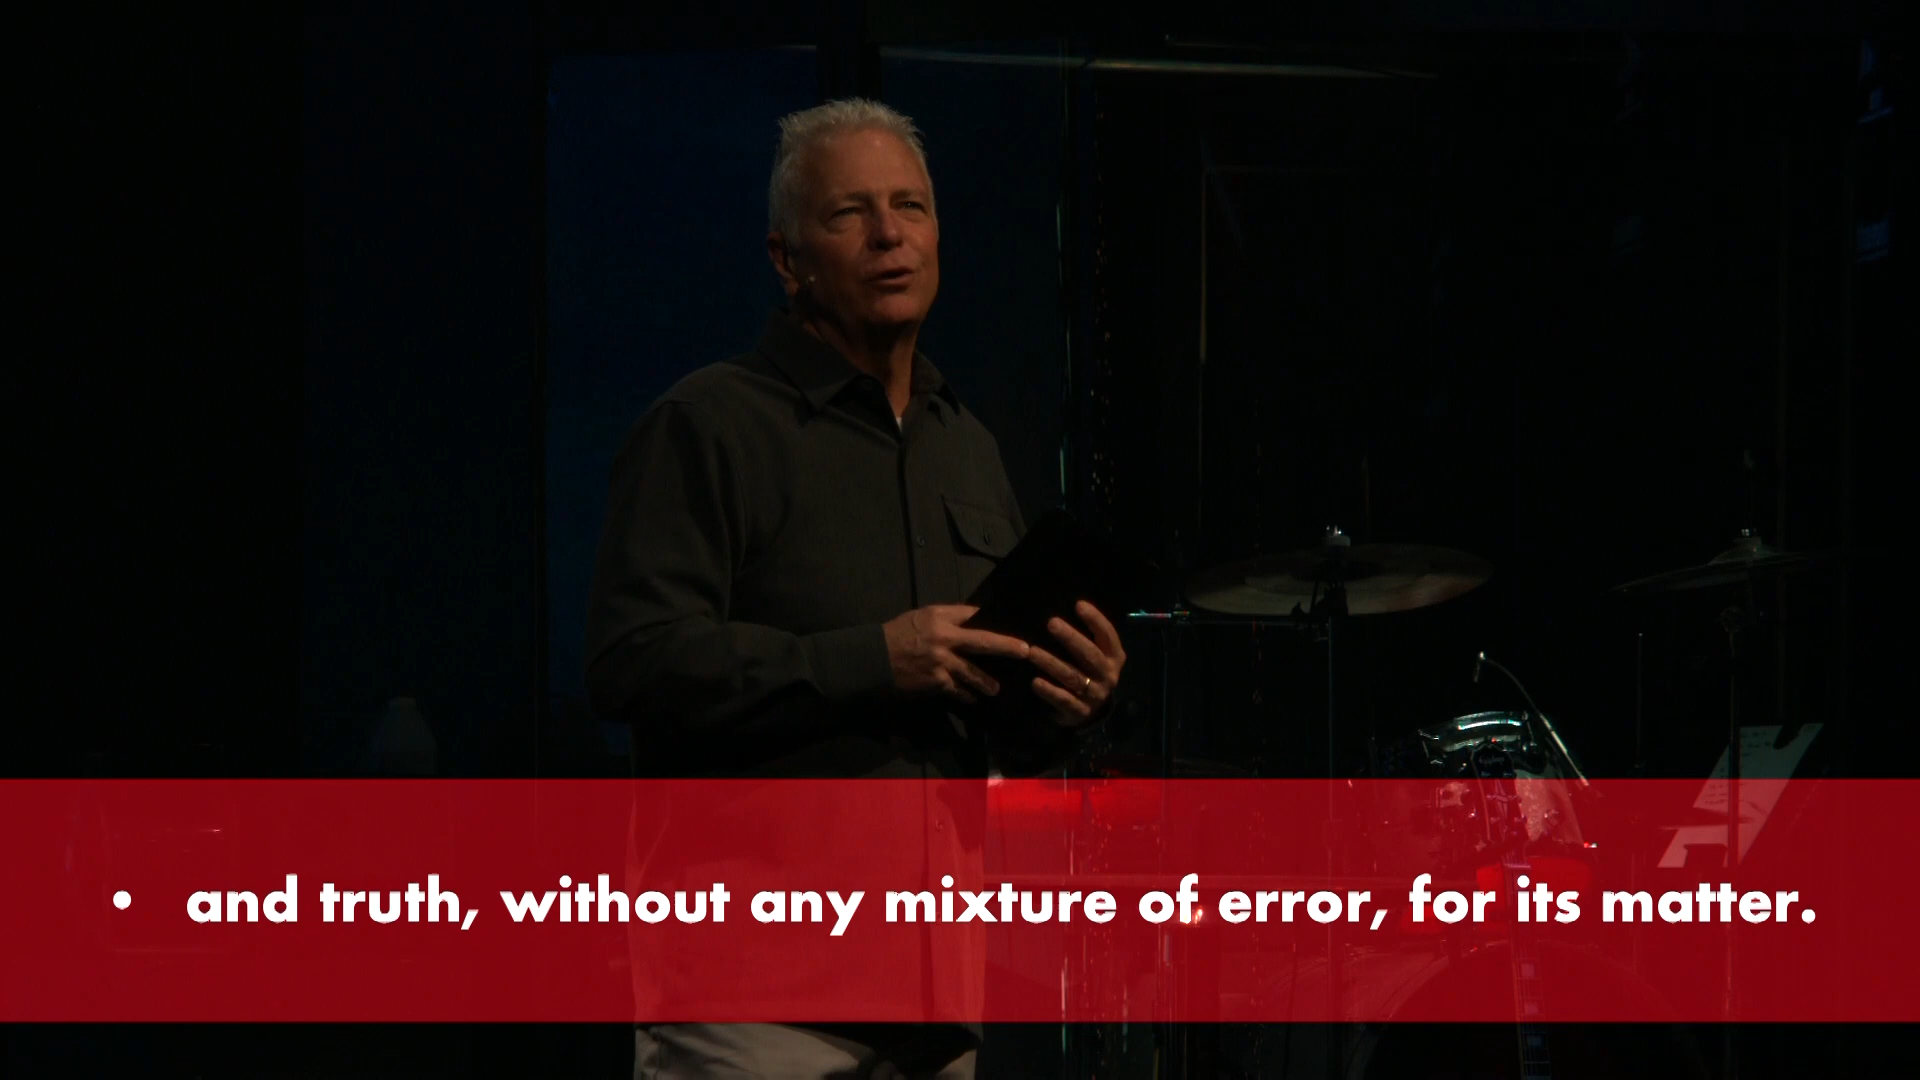 • and truth, without any mixture of error, for its matter.